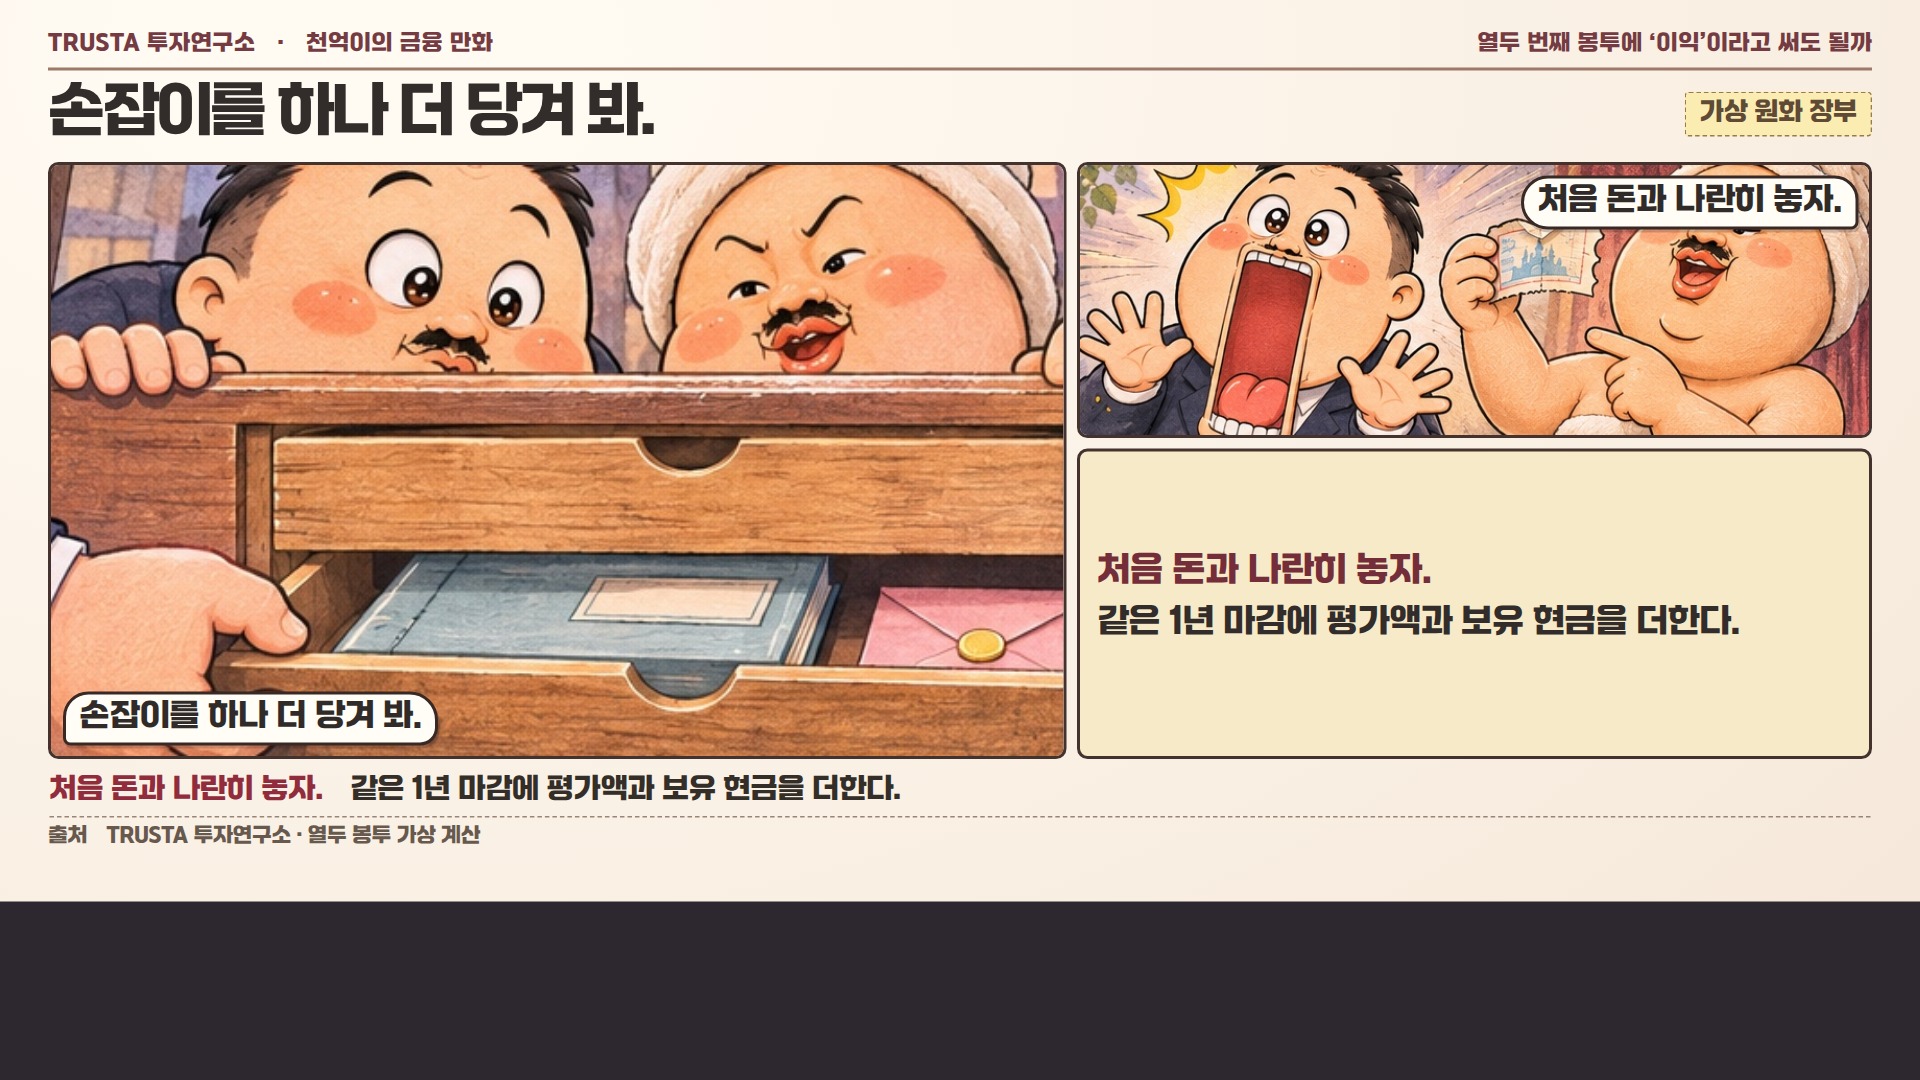 TRUSTA 투자연구소 · 천억이의 금융 만화
열두 번째 봉투에 ‘이익’이라고 써도 될까
손잡이를 하나 더 당겨 봐.
가상 원화 장부
처음 돈과 나란히 놓자.
손잡이를 하나 더 당겨 봐.
처음 돈과 나란히 놓자.
같은 1년 마감에 평가액과 보유 현금을 더한다.
처음 돈과 나란히 놓자. 같은 1년 마감에 평가액과 보유 현금을 더한다.
출처 TRUSTA 투자연구소 · 열두 봉투 가상 계산